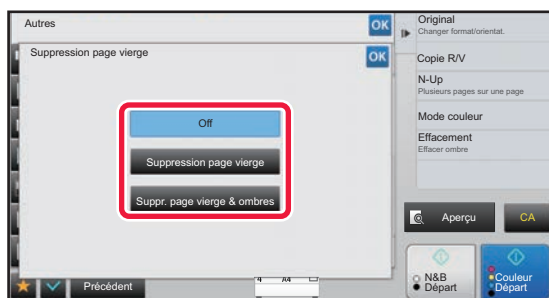 Autres
OK
Suppression page vierge
OK
Off
Suppression page vierge
Suppr. page vierge & ombres
Précédent
A4
Original
Changer format/orientat.
Copie R/V
N-Up
Plusieurs pages sur une page
Mode couleur
Effacement
Effacer ombre
Aperçu
CA
N&B
Départ
Couleur
Départ